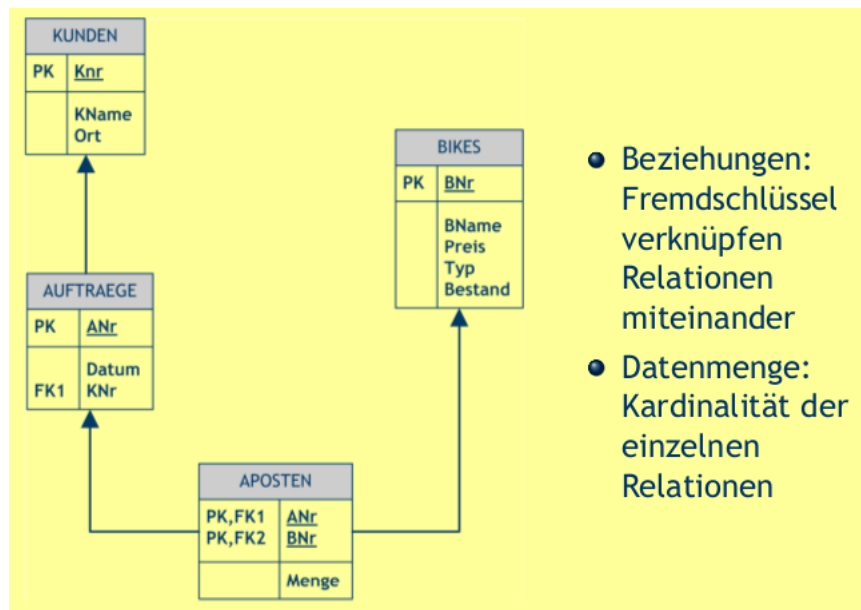 KUNDEN
PK Knr
KName
Ort
BIKES
PK BNr
BName
Preis
Typ
Bestand
AUFTRAEGE
PK ANr
Datum
FK1 KNr
APOSTEN
PK,FK1 ANr
PK,FK2 BNr
Menge
Beziehungen:
Fremdschlüssel
verknüpfen
Relationen
miteinander
Datenmenge:
Kardinalität der
einzelnen
Relationen